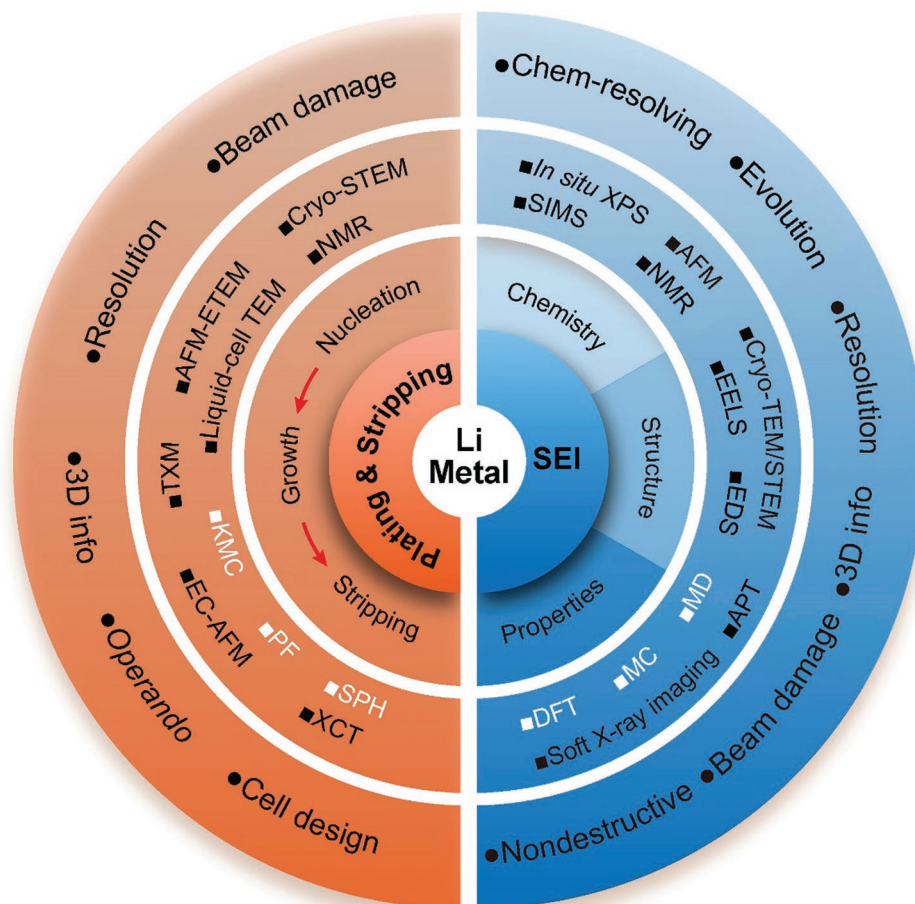 Li
Metal
Plating & Stripping
Nucleation
Growth
Stripping
■Cryo-STEM
■NMR
■AFM-ETEM
■Liquid-cell TEM
■TXM
■KMC
■EC-AFM
■PF
■SPH
■XCT
●Beam damage
●Resolution
●3D info
●Operando
●Cell design
SEI
Chemistry
Structure
Properties
■In situ XPS
■SIMS
■AFM
■NMR
■Cryo-TEM/STEM
■EELS
■EDS
■MD
■APT
■MC
■DFT
■Soft X-ray imaging
●Chem-resolving
●Evolution
●Resolution
●3D info
●Beam damage
●Nondestructive